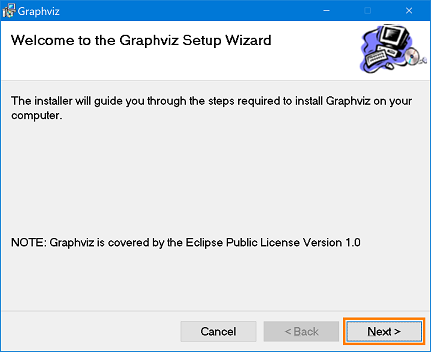 Graphviz
Welcome to the Graphviz Setup Wizard
The installer will guide you through the steps required to install Graphviz on your
computer.
NOTE: Graphviz is covered by the Eclipse Public License Version 1.0
Cancel
< Back
Next >